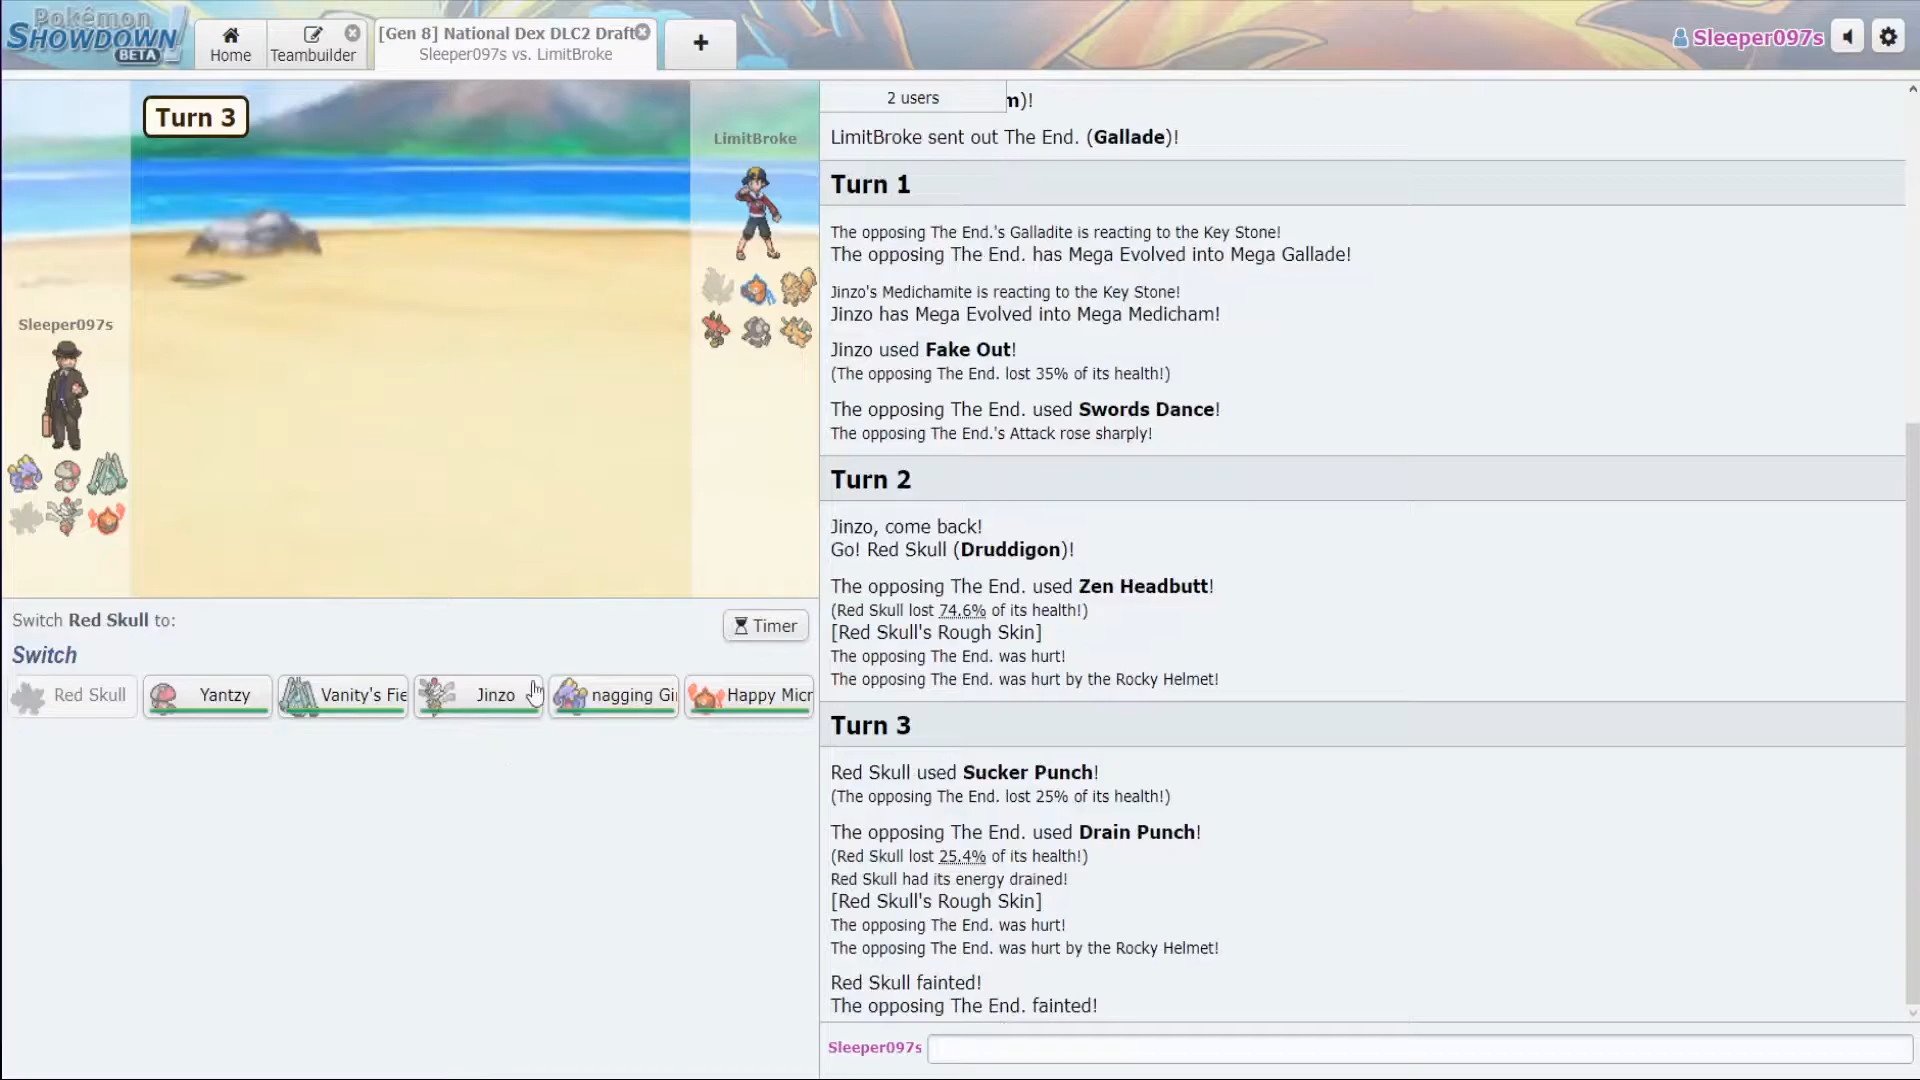 Pokémon
SHOWDOWN
BETA
Home
Teambuilder
[Gen 8] National Dex DLC2 Draft
Sleeper097s vs. LimitBroke
+
Sleeper097s
Turn 3
LimitBroke
Sleeper097s
2 users
m)!
LimitBroke sent out The End. (Gallade)!
Turn 1
The opposing The End.'s Galladite is reacting to the Key Stone!
The opposing The End. has Mega Evolved into Mega Gallade!
Jinzo's Medichamite is reacting to the Key Stone!
Jinzo has Mega Evolved into Mega Medicham!
Jinzo used Fake Out!
(The opposing The End. lost 35% of its health!)
The opposing The End. used Swords Dance!
The opposing The End.'s Attack rose sharply!
Turn 2
Jinzo, come back!
Go! Red Skull (Druddigon)!
The opposing The End. used Zen Headbutt!
(Red Skull lost 74.6% of its health!)
[Red Skull's Rough Skin]
The opposing The End. was hurt!
The opposing The End. was hurt by the Rocky Helmet!
Turn 3
Red Skull used Sucker Punch!
(The opposing The End. lost 25% of its health!)
The opposing The End. used Drain Punch!
(Red Skull lost 25.4% of its health!)
Red Skull had its energy drained!
[Red Skull's Rough Skin]
The opposing The End. was hurt!
The opposing The End. was hurt by the Rocky Helmet!
Red Skull fainted!
The opposing The End. fainted!
Sleeper097s
Switch Red Skull to:
Timer
Switch
Red Skull
Yantzy
Vanity's Fie
Jinzo
nagging Gi
Happy Micr